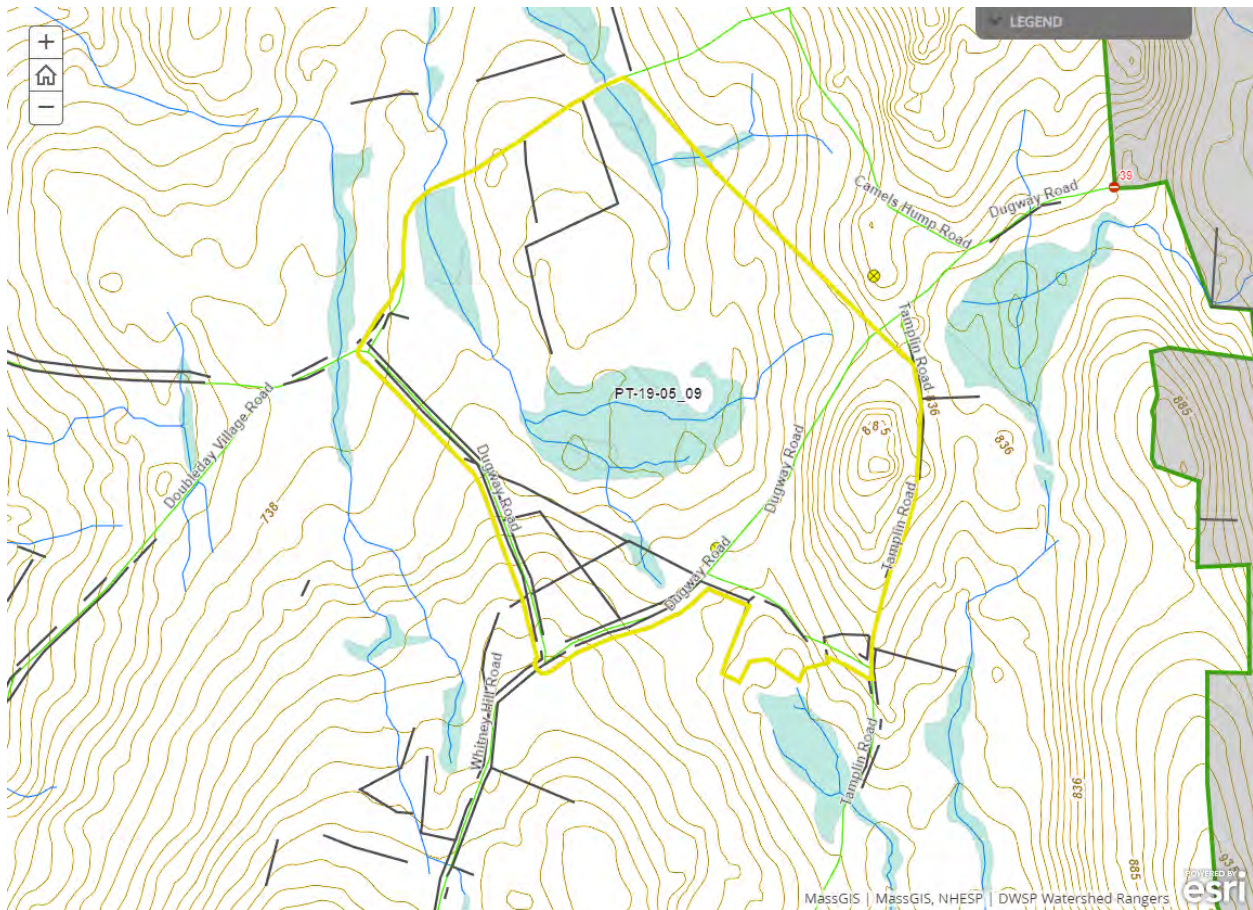 LEGEND
39
Camels Hump Road
Dugway Road
Tamplin Road
836
PT-19-05_09
885
885
836
Dugway Road
Doubleday Village Road
Dugway Road
738
Tamplin Road
Dugway Road
Whitney Hill Road
Tamplin Road
836
885
935
MassGIS | MassGIS, NHESP | DWSP Watershed Rangers
POWERED BY
esri